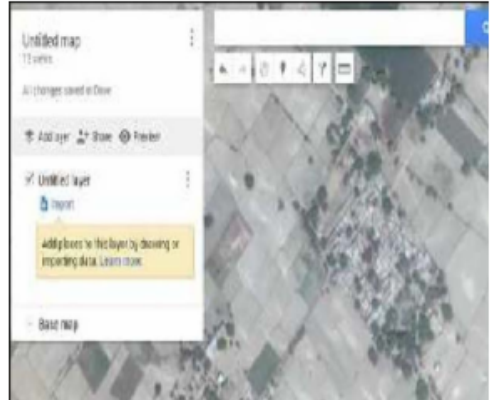 Untitled map
All changes saved in Drive
Add layer Share Preview
Untitled layer
Import
Add places to this layer by drawing or
importing data. Learn more
Base map